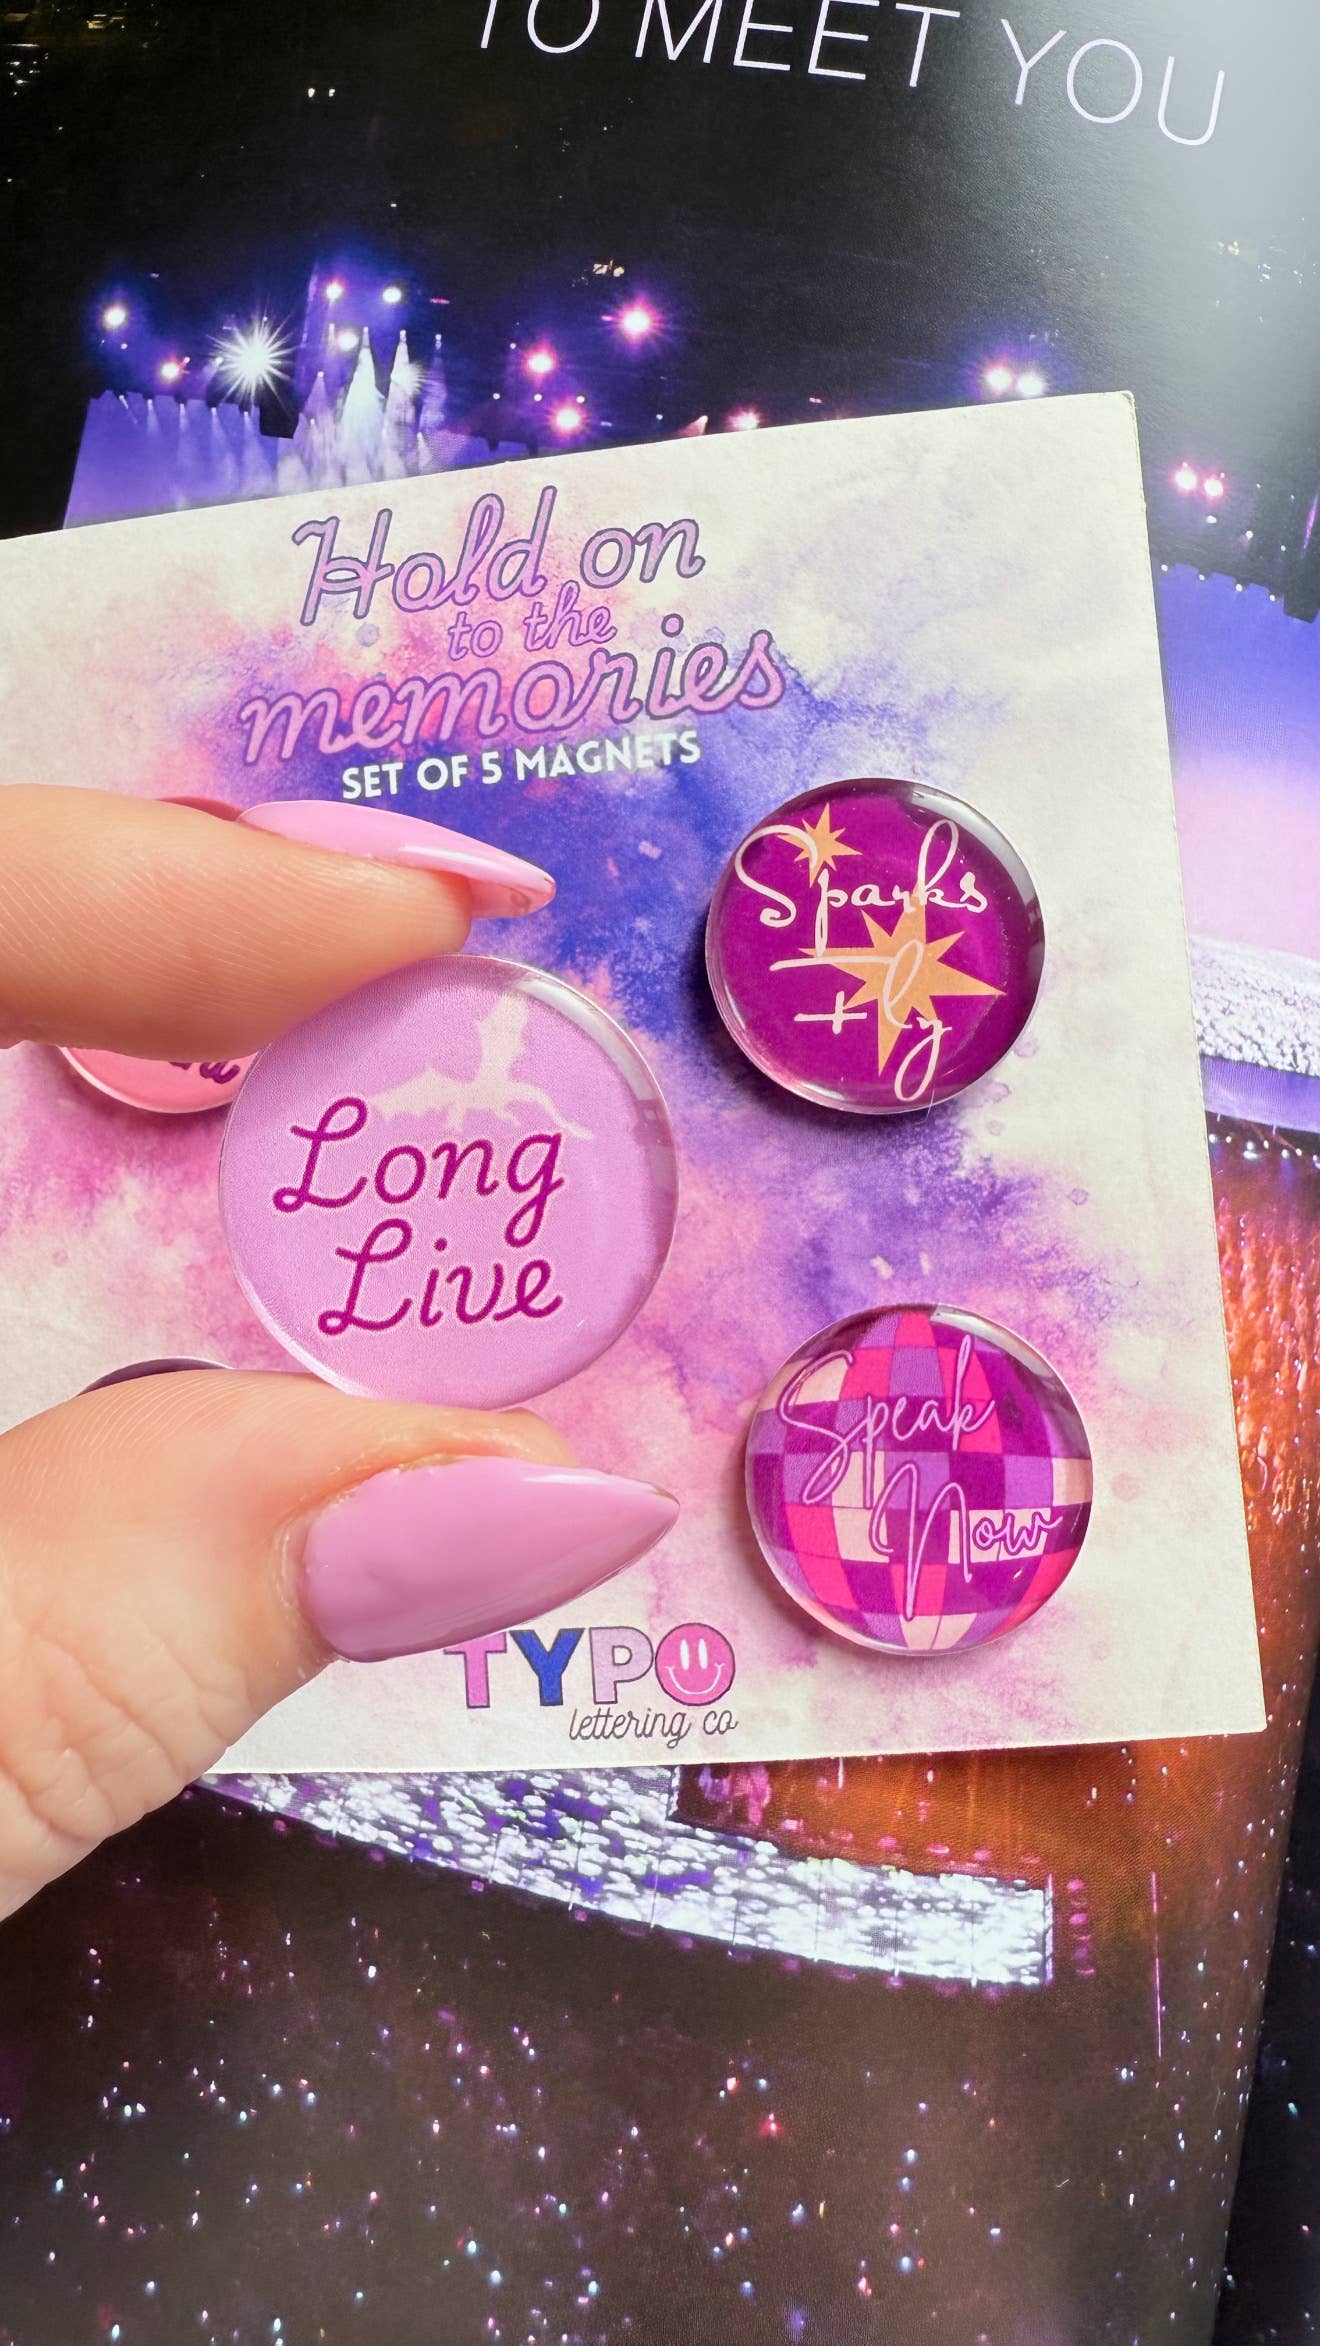 TO MEET YOU
Hold on
to the
memories
SET OF 5 MAGNETS
Sparks
Fly
Long
Live
Speak
Now
TYPO
lettering co